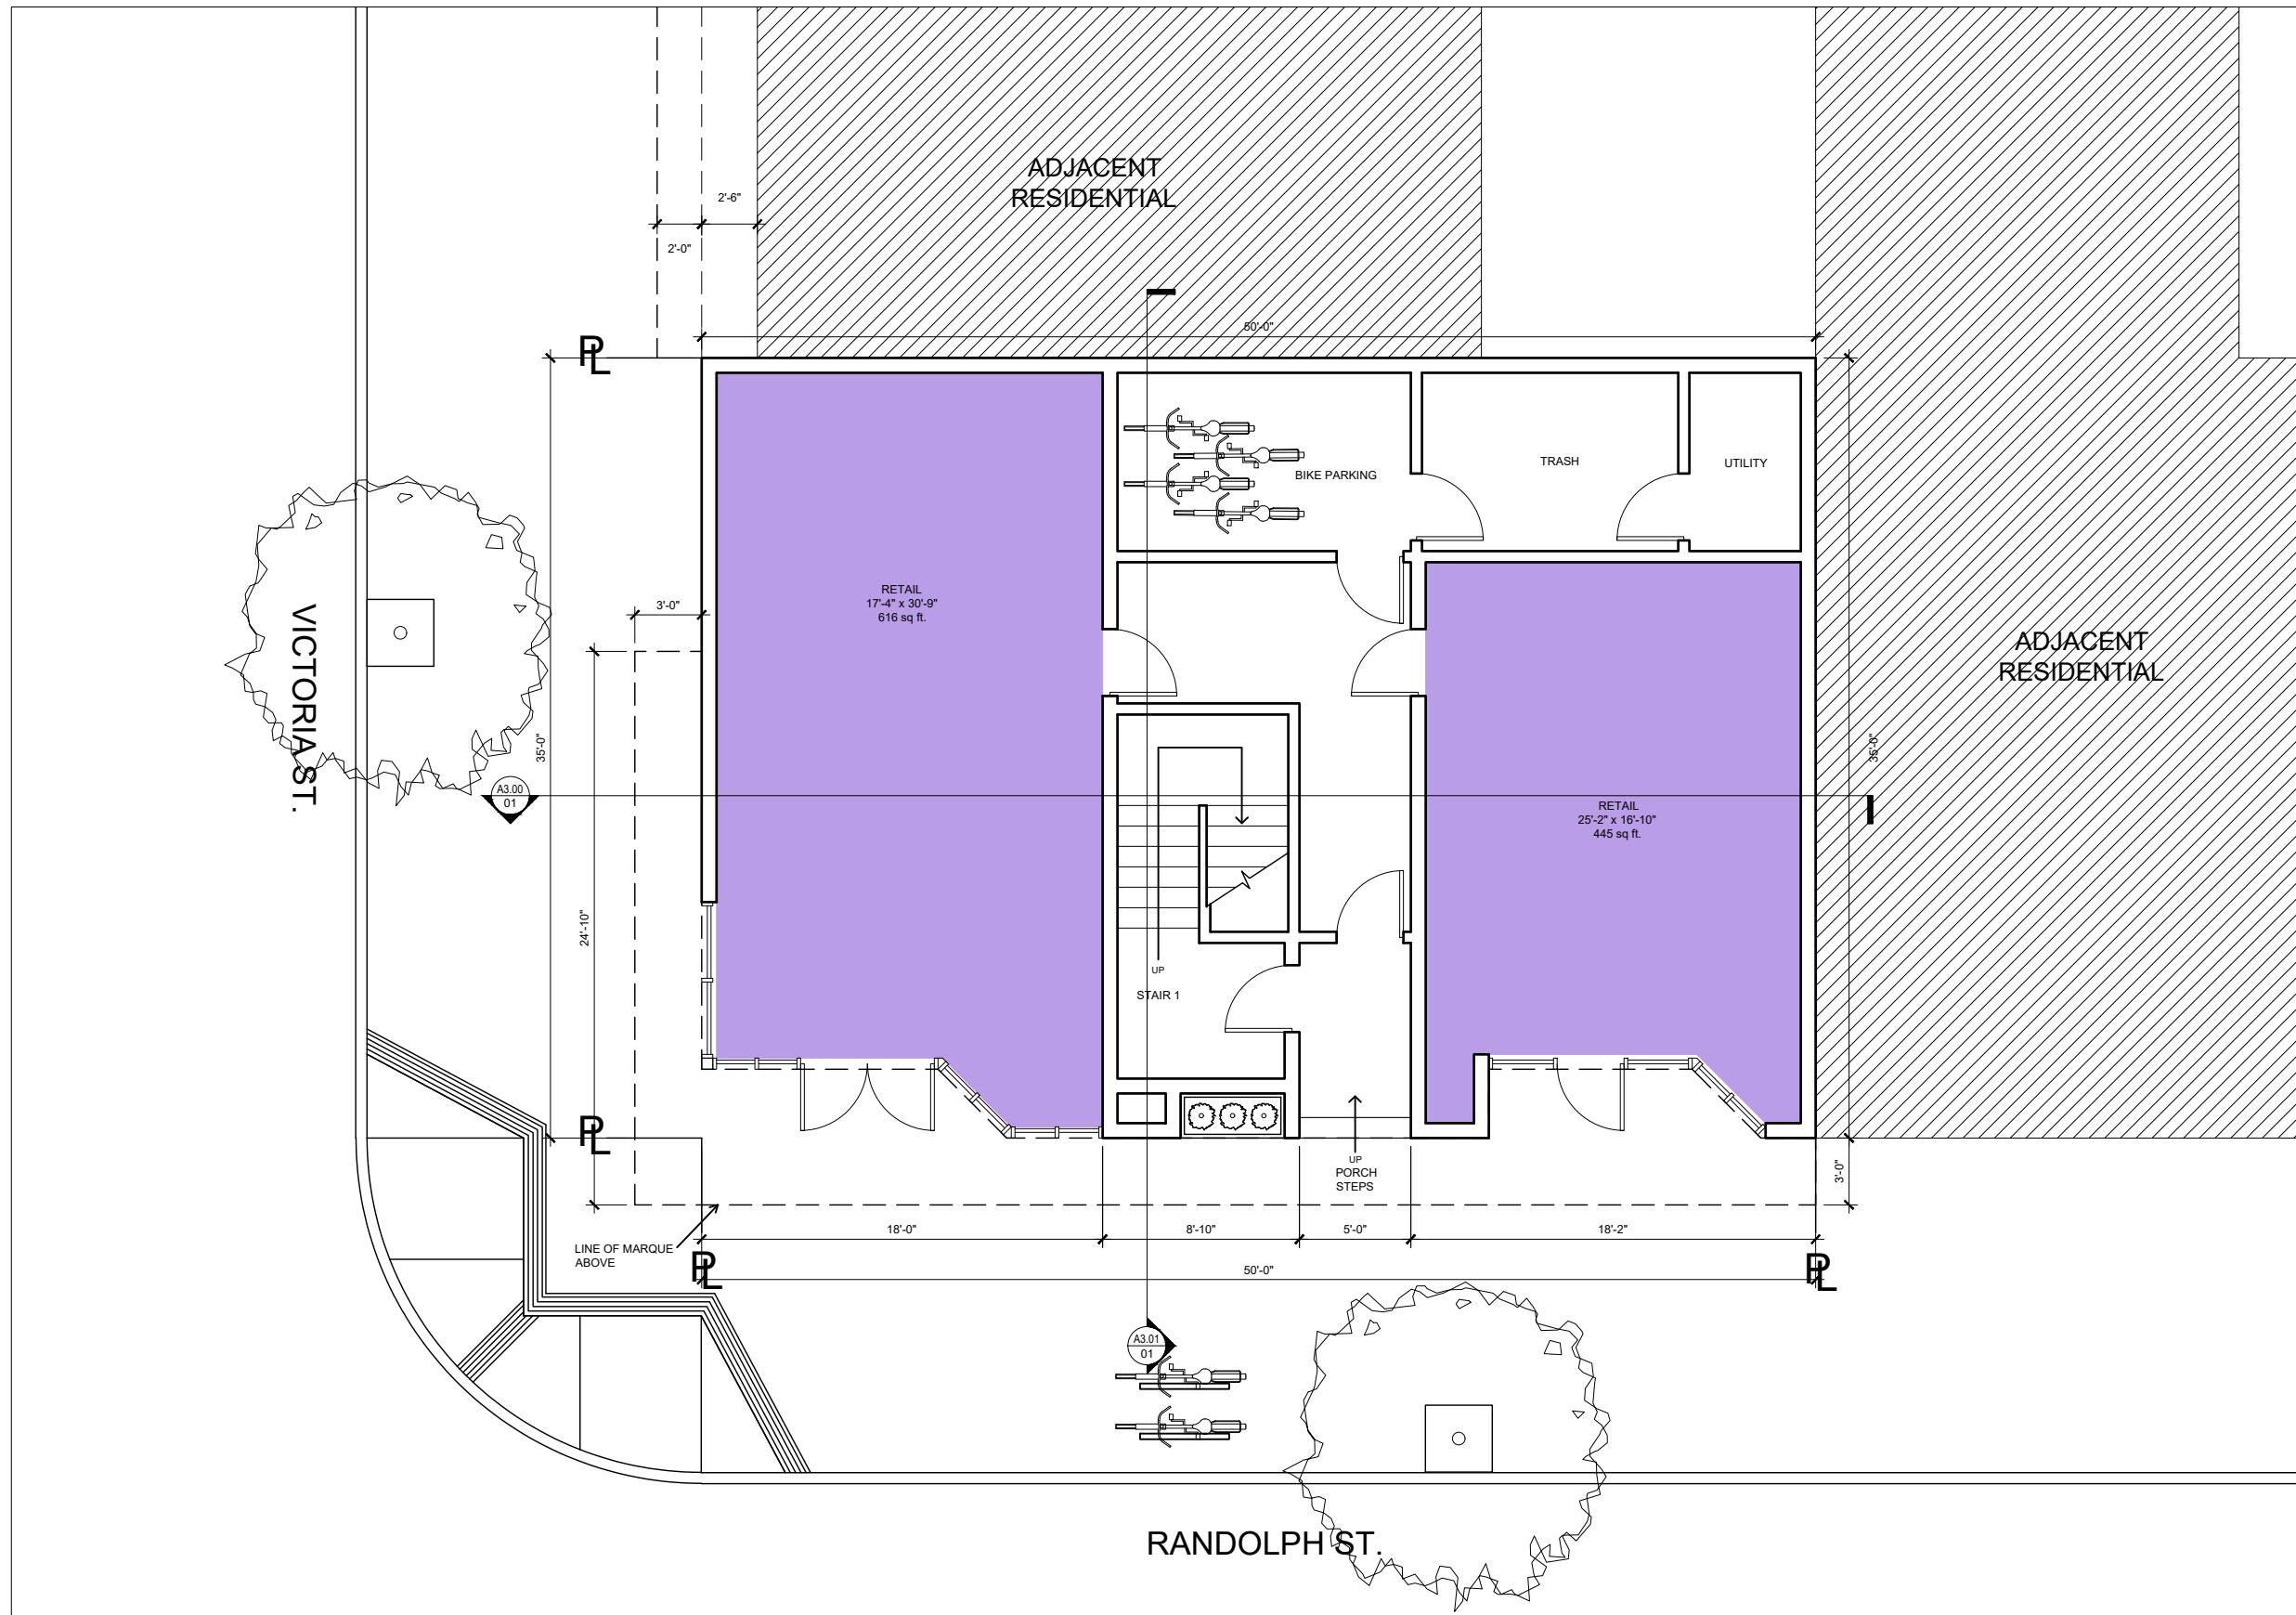 ADJACENT
RESIDENTIAL
2'-6"
2'-0"
50'-0"
PL
BIKE PARKING
TRASH
UTILITY
RETAIL
17'-4" x 30'-9"
616 sq ft.
3'-0"
VICTORIA ST.
ADJACENT
RESIDENTIAL
35'-0"
35'-0"
A3.00
01
RETAIL
25'-2" x 16'-10"
445 sq ft.
24'-10"
UP
STAIR 1
PL
UP
PORCH
STEPS
3'-0"
18'-0"
8'-10"
5'-0"
18'-2"
LINE OF MARQUE
ABOVE
PL
50'-0"
PL
A3.01
01
RANDOLPH ST.